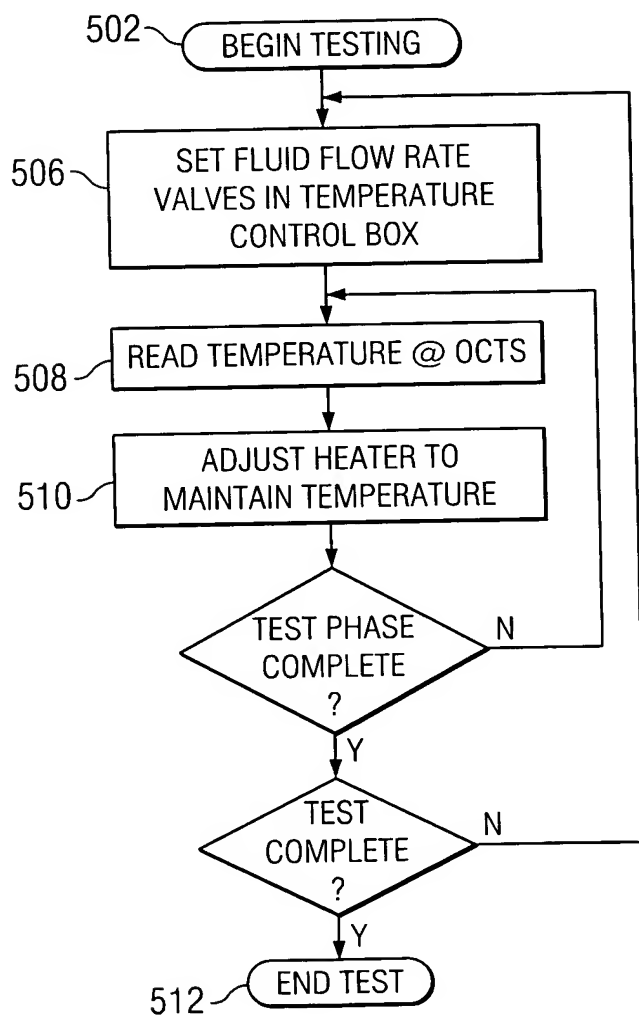 502
BEGIN TESTING
506
SET FLUID FLOW RATE
VALVES IN TEMPERATURE
CONTROL BOX
508
READ TEMPERATURE @ OCTS
510
ADJUST HEATER TO
MAINTAIN TEMPERATURE
TEST PHASE
COMPLETE
?
N
Y
TEST
COMPLETE
?
N
Y
512
END TEST